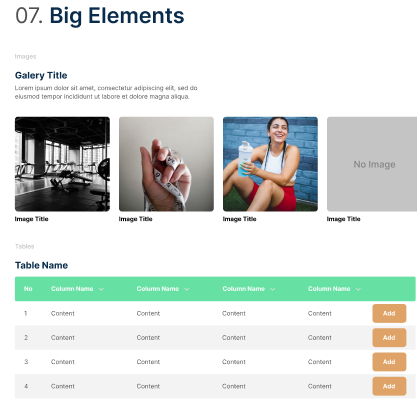 07. Big Elements
Images
Galery Title
Lorem ipsum dolor sit amet, consectetur adipiscing elit, sed do
eiusmod tempor incididunt ut labore et dolore magna aliqua.
No Image
Image Title Image Title Image Title Image Title
Tables
Table Name
No Column Name Column Name Column Name Column Name
1 Content Content Content Content Add
2 Content Content Content Content Add
3 Content Content Content Content Add
4 Content Content Content Content Add